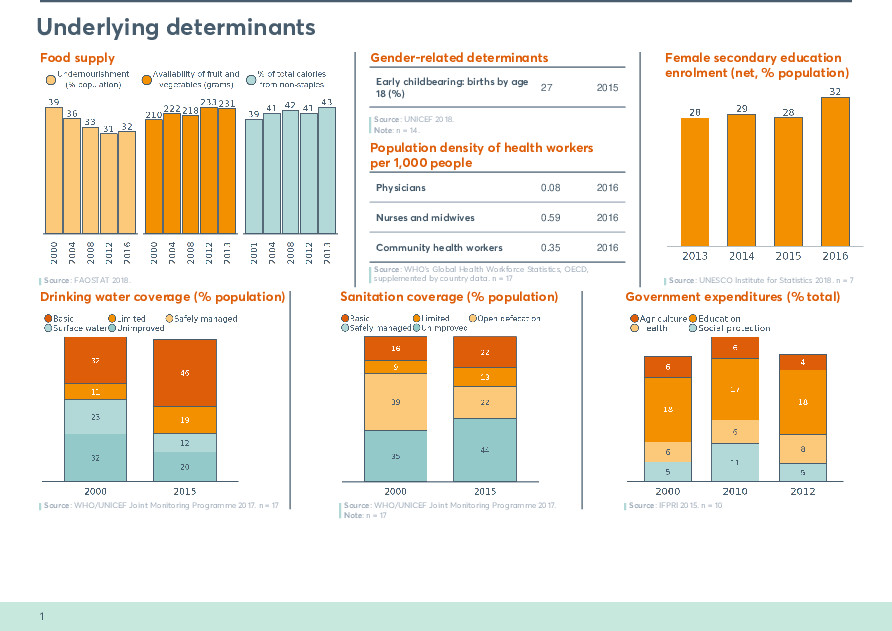 Underlying determinants
Food supply
Undernourishment (% population)
Availability of fruit and vegetables (grams)
% of total calories from non-staples
39 36 33 31 32
210 222 218 233 231
39 41 42 41 43
2000 2004 2008 2012 2016
2000 2004 2008 2012 2013
2001 2004 2008 2012 2013
Source: FAOSTAT 2018.
Gender-related determinants
Early childbearing: births by age 18 (%) 27 2015
Source: UNICEF 2018.
Note: n = 14.
Population density of health workers
per 1,000 people
Physicians 0.08 2016
Nurses and midwives 0.59 2016
Community health workers 0.35 2016
Source: WHO's Global Health Workforce Statistics, OECD,
supplemented by country data. n = 17
Female secondary education
enrolment (net, % population)
28 29 28 32
2013 2014 2015 2016
Source: UNESCO Institute for Statistics 2018. n = 7
Drinking water coverage (% population)
Basic Limited Safely managed
Surface water Unimproved
32 11 23 32
45 19 12 20
2000 2015
Source: WHO/UNICEF Joint Monitoring Programme 2017. n = 17
Sanitation coverage (% population)
Basic Limited Open defecation
Safely managed Unimproved
16 9 39 35
22 13 22 44
2000 2015
Source: WHO/UNICEF Joint Monitoring Programme 2017.
Note: n = 17
Government expenditures (% total)
Agriculture Education
Health Social protection
6 18 6 5
6 17 6 11
4 18 8 5
2000 2010 2012
Source: IFPRI 2015. n = 10
1